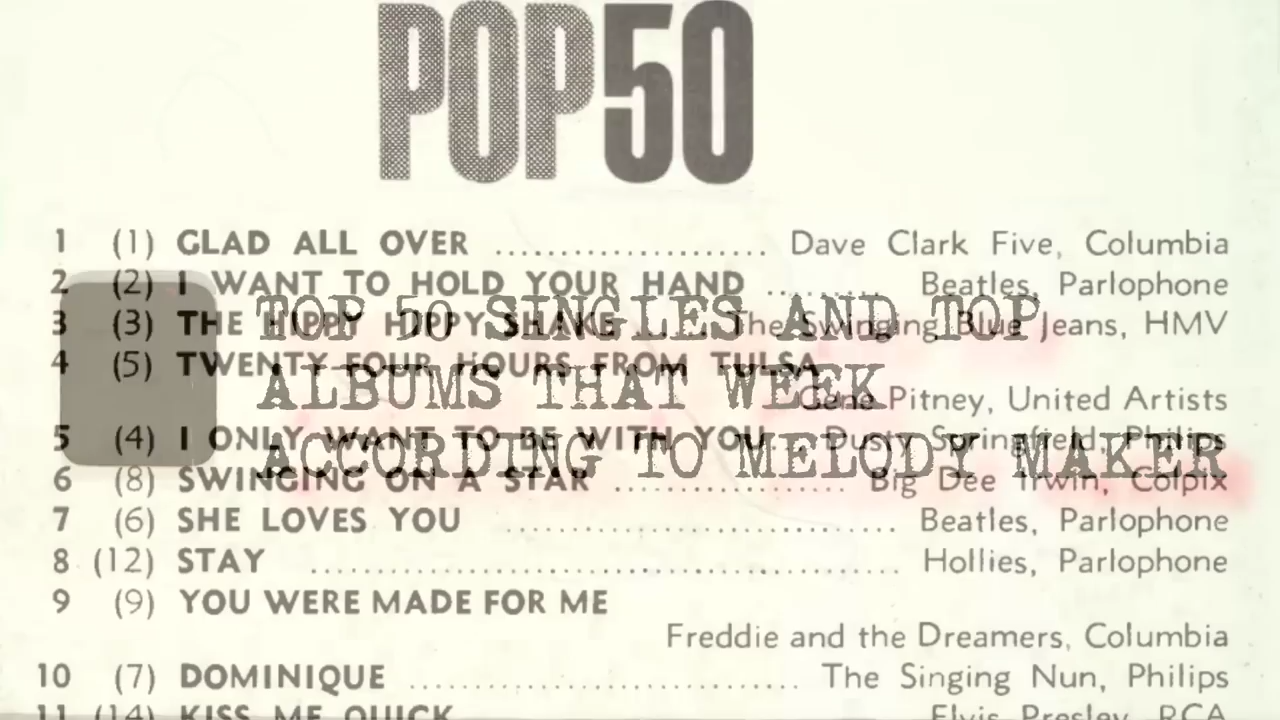 POP50
1 (1) GLAD ALL OVER ..................... Dave Clark Five, Columbia
2 (2) I WANT TO HOLD YOUR HAND ......... Beatles, Parlophone
TOP 50 SINGLES AND TOP
3 (3) THE HIPPY HIPPY SHAKE ..... The Swinging Blue Jeans, HMV
4 (5) TWENTY-FOUR HOURS FROM TULSA
ALBUMS THAT WEEK
Gene Pitney, United Artists
5 (4) I ONLY WANT TO BE WITH YOU .. Dusty Springfield, Philips
ACCORDING TO MELODY MAKER
6 (8) SWINGING ON A STAR .................. Big Dee Irwin, Colpix
7 (6) SHE LOVES YOU .............................. Beatles, Parlophone
8 (12) STAY ............................................. Hollies, Parlophone
9 (9) YOU WERE MADE FOR ME
Freddie and the Dreamers, Columbia
10 (7) DOMINIQUE .............................. The Singing Nun, Philips
11 (14) KISS ME QUICK Elvis Presley, RCA